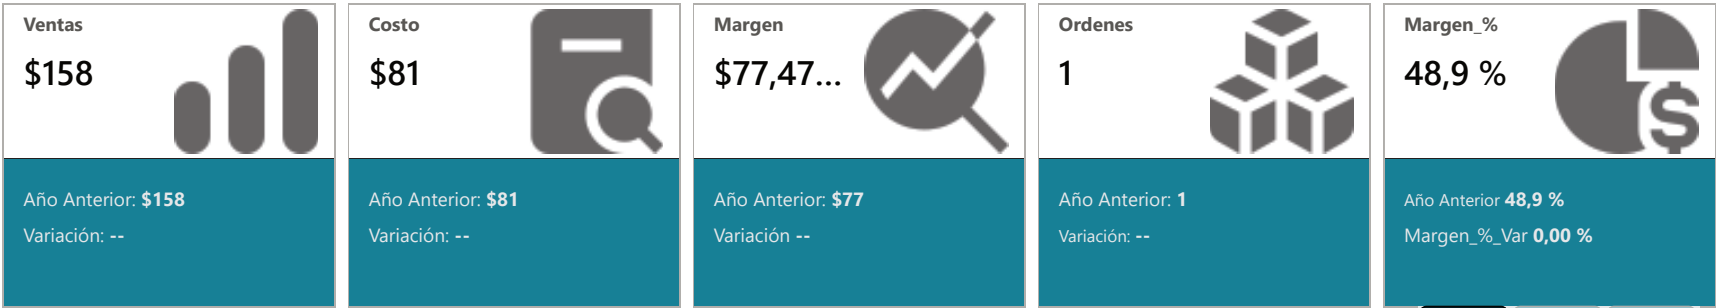 Ventas
$158
Año Anterior: $158
Variación: --
Costo
$81
Año Anterior: $81
Variación: --
Margen
$77,47...
Año Anterior: $77
Variación --
Ordenes
1
Año Anterior: 1
Variación: --
Margen_%
48,9 %
$
Año Anterior 48,9 %
Margen_%_Var 0,00 %